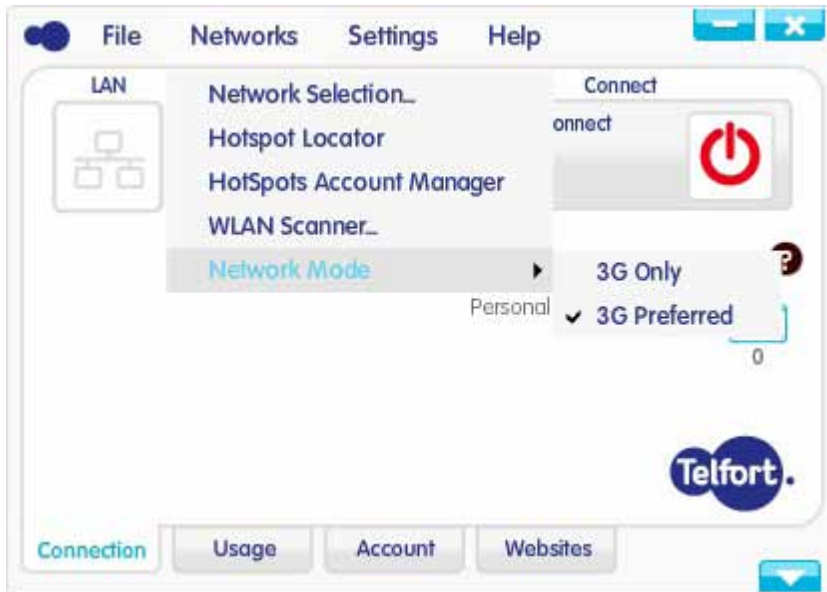 File Networks Settings Help
LAN
Connect
Network Selection...
onnect
Hotspot Locator
HotSpots Account Manager
WLAN Scanner...
Network Mode
?
3G Only
Personal
3G Preferred
0
Telfort.
Connection Usage Account Websites